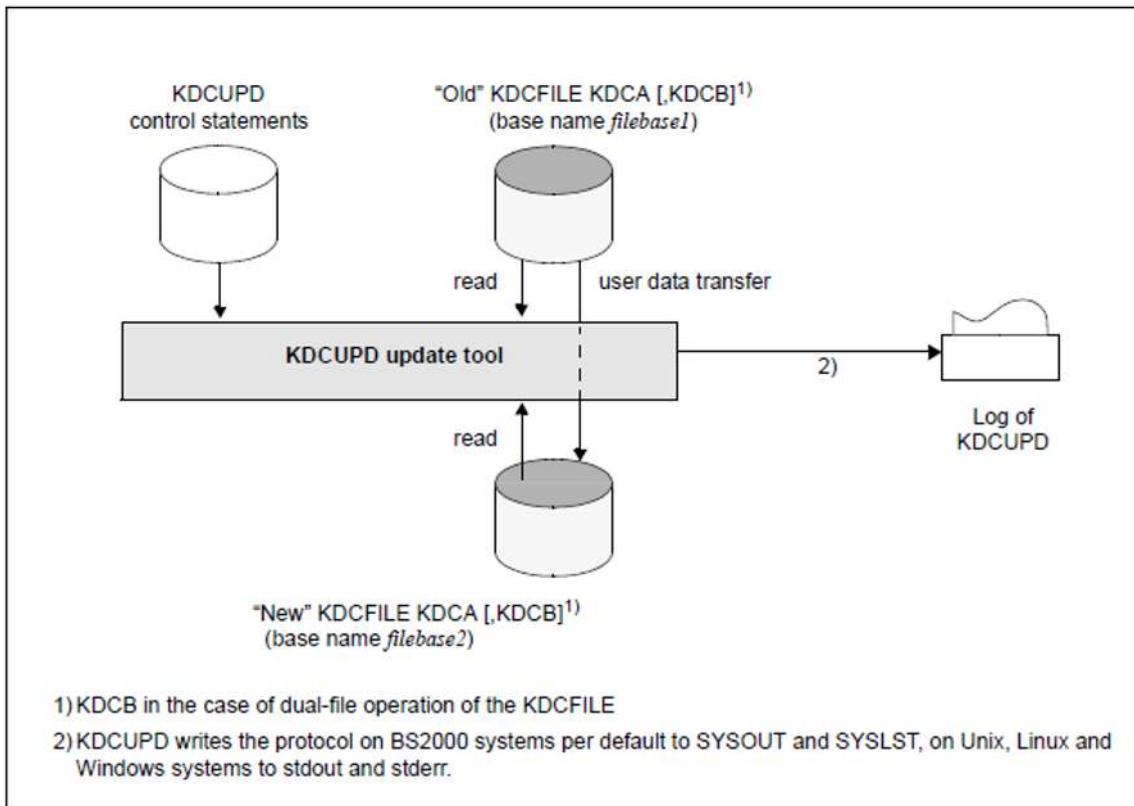 KDCUPD
control statements
“Old” KDCFILE KDCA [,KDCB]1)
(base name filebase1)
read
user data transfer
KDCUPD update tool
2)
Log of
KDCUPD
read
“New” KDCFILE KDCA [,KDCB]1)
(base name filebase2)
1) KDCB in the case of dual-file operation of the KDCFILE
2) KDCUPD writes the protocol on BS2000 systems per default to SYSOUT and SYSLST, on Unix, Linux and
Windows systems to stdout and stderr.